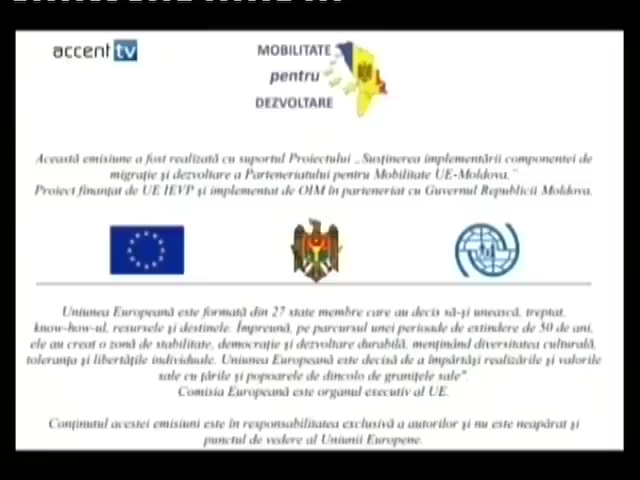 accent tv
MOBILITATE
pentru
DEZVOLTARE
Această emisiune a fost realizată cu suportul Proiectului „Susținerea implementării componentei de
migrație și dezvoltare a Parteneriatului pentru Mobilitate UE-Moldova.”
Proiect finanțat de UE IEVP și implementat de OIM în parteneriat cu Guvernul Republicii Moldova.
Uniunea Europeană este formată din 27 state membre care au decis să-și unească, treptat,
know-how-ul, resursele și destinele. Împreună, pe parcursul unei perioade de extindere de 50 de ani,
ele au creat o zonă de stabilitate, democrație și dezvoltare durabilă, menținând diversitatea culturală,
toleranța și libertățile individuale. Uniunea Europeană este decisă de a împărtăși realizările și valorile
sale cu țările și popoarele de dincolo de granițele sale".
Comisia Europeană este organul executiv al UE.
Conținutul acestei emisiuni este în responsabilitatea exclusivă a autorilor și nu este neapărat și
punctul de vedere al Uniunii Europene.